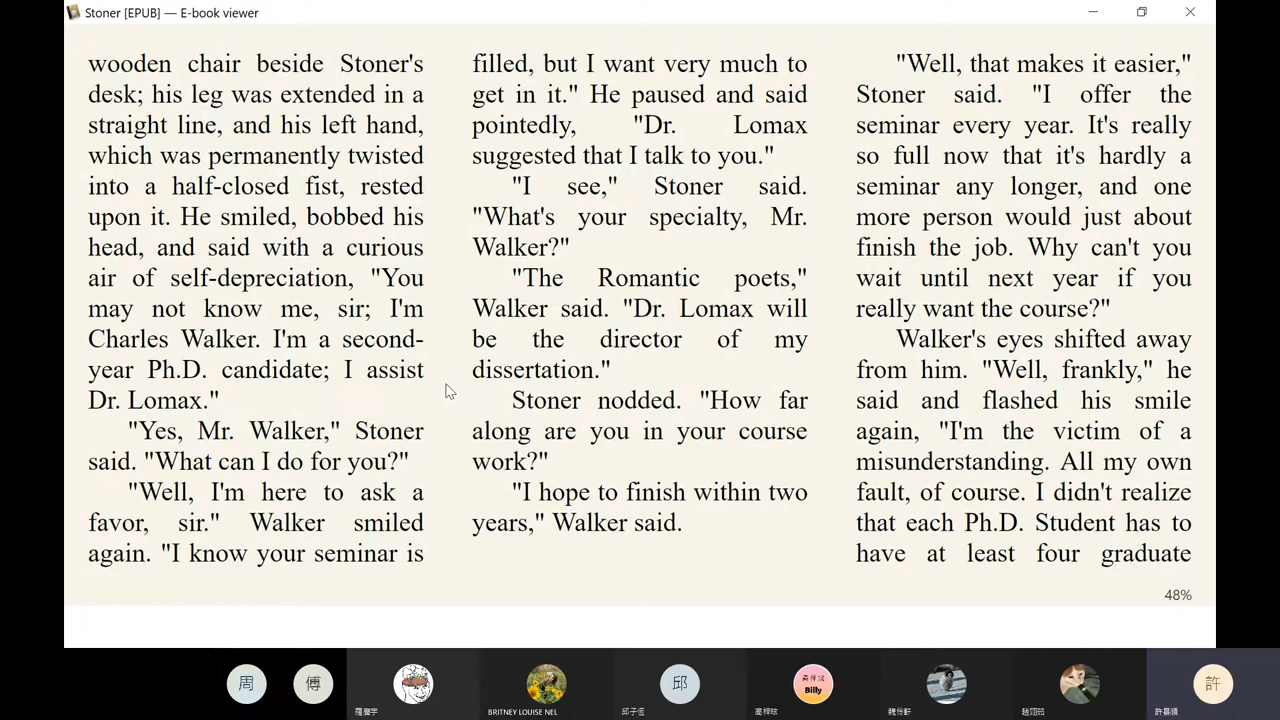 Stoner [EPUB] — E-book viewer
wooden chair beside Stoner's
desk; his leg was extended in a
straight line, and his left hand,
which was permanently twisted
into a half-closed fist, rested
upon it. He smiled, bobbed his
head, and said with a curious
air of self-depreciation, "You
may not know me, sir; I'm
Charles Walker. I'm a second-
year Ph.D. candidate; I assist
Dr. Lomax."
"Yes, Mr. Walker," Stoner
said. "What can I do for you?"
"Well, I'm here to ask a
favor, sir." Walker smiled
again. "I know your seminar is
filled, but I want very much to
get in it." He paused and said
pointedly, "Dr. Lomax
suggested that I talk to you."
"I see," Stoner said.
"What's your specialty, Mr.
Walker?"
"The Romantic poets,"
Walker said. "Dr. Lomax will
be the director of my
dissertation."
Stoner nodded. "How far
along are you in your course
work?"
"I hope to finish within two
years," Walker said.
"Well, that makes it easier,"
Stoner said. "I offer the
seminar every year. It's really
so full now that it's hardly a
seminar any longer, and one
more person would just about
finish the job. Why can't you
wait until next year if you
really want the course?"
Walker's eyes shifted away
from him. "Well, frankly," he
said and flashed his smile
again, "I'm the victim of a
misunderstanding. All my own
fault, of course. I didn't realize
that each Ph.D. Student has to
have at least four graduate
48%
周
傅
邱
Billy
許
BRITNEY LOUISE NEL
邱子恆